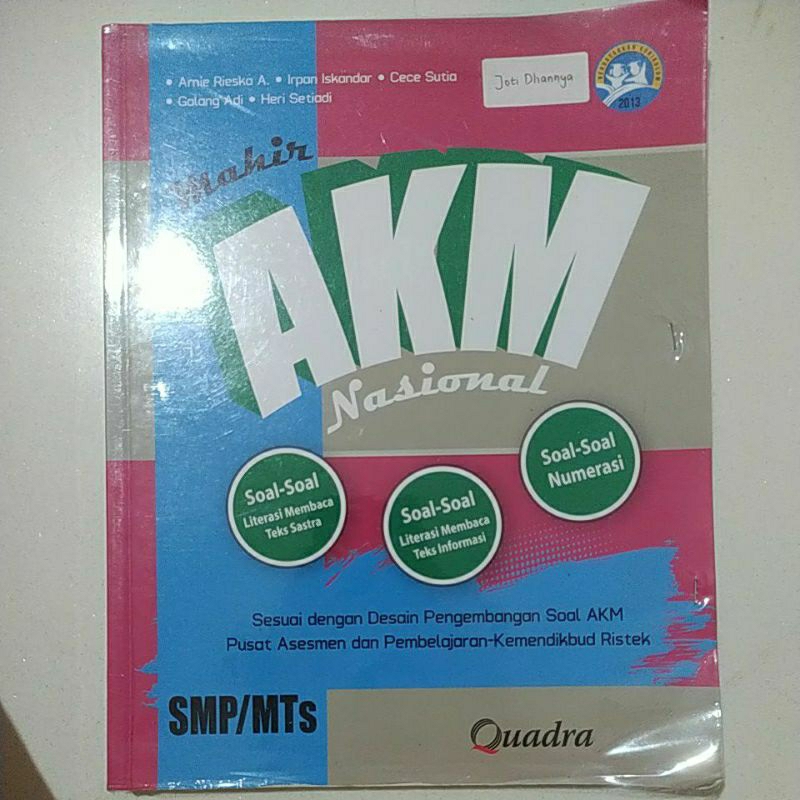 • Amie Rieska A. • Irpan Iskandar • Cece Sutia
• Galang Adi • Heri Setiadi
Joti Dhannya
2013
Mahir
AKM
Nasional
Soal-Soal
Literasi Membaca
Teks Sastra
Soal-Soal
Literasi Membaca
Teks Informasi
Soal-Soal
Numerasi
Sesuai dengan Desain Pengembangan Soal AKM
Pusat Asesmen dan Pembelajaran-Kemendikbud Ristek
SMP/MTs
Quadra